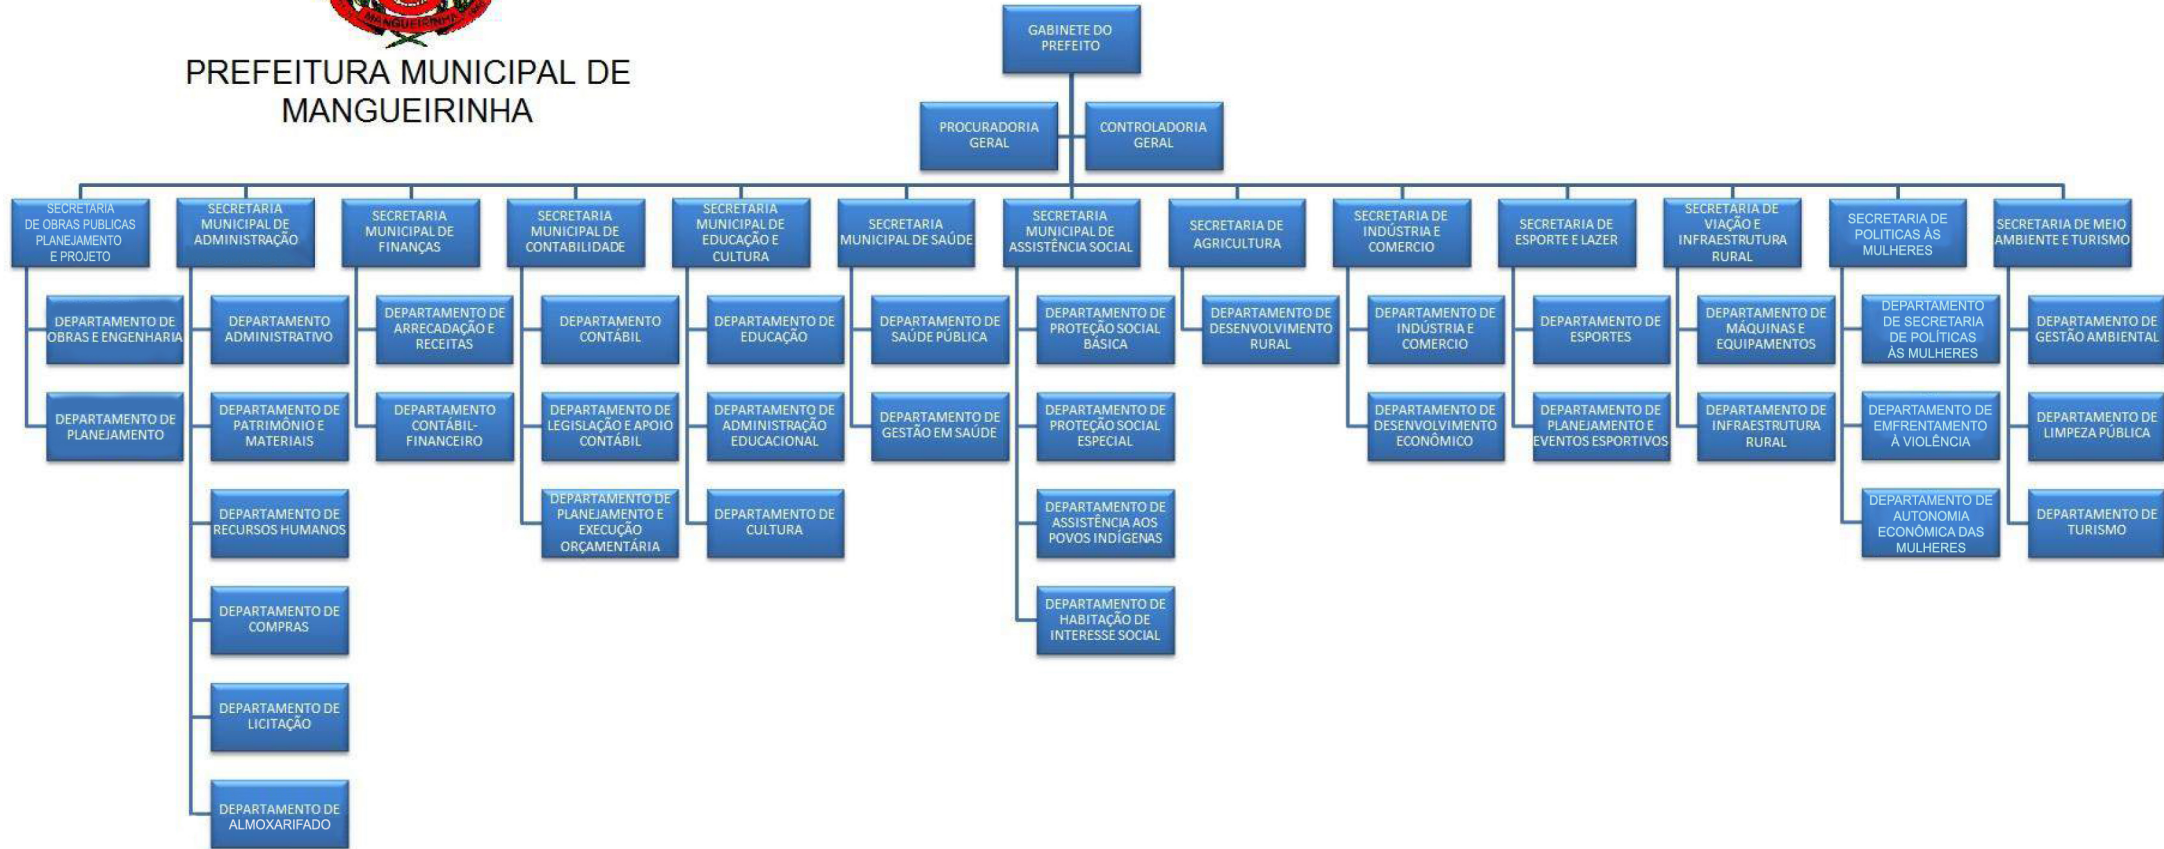 MANGUEIRINHA
PREFEITURA MUNICIPAL DE
MANGUEIRINHA
GABINETE DO
PREFEITO
PROCURADORIA
GERAL
CONTROLADORIA
GERAL
SECRETARIA
DE OBRAS PUBLICAS
PLANEJAMENTO
E PROJETO
SECRETARIA
MUNICIPAL DE
ADMINISTRAÇÃO
SECRETARIA
MUNICIPAL DE
FINANÇAS
SECRETARIA
MUNICIPAL DE
CONTABILIDADE
SECRETARIA
MUNICIPAL DE
EDUCAÇÃO E
CULTURA
SECRETARIA
MUNICIPAL DE SAÚDE
SECRETARIA
MUNICIPAL DE
ASSISTÊNCIA SOCIAL
SECRETARIA DE
AGRICULTURA
SECRETARIA DE
INDÚSTRIA E
COMERCIO
SECRETARIA DE
ESPORTE E LAZER
SECRETARIA DE
VIAÇÃO E
INFRAESTRUTURA
RURAL
SECRETARIA DE
POLITICAS ÀS
MULHERES
SECRETARIA DE MEIO
AMBIENTE E TURISMO
DEPARTAMENTO DE
OBRAS E ENGENHARIA
DEPARTAMENTO
ADMINISTRATIVO
DEPARTAMENTO DE
ARRECADAÇÃO E
RECEITAS
DEPARTAMENTO
CONTÁBIL
DEPARTAMENTO DE
EDUCAÇÃO
DEPARTAMENTO DE
SAÚDE PÚBLICA
DEPARTAMENTO DE
PROTEÇÃO SOCIAL
BÁSICA
DEPARTAMENTO DE
DESENVOLVIMENTO
RURAL
DEPARTAMENTO DE
INDÚSTRIA E
COMERCIO
DEPARTAMENTO DE
ESPORTES
DEPARTAMENTO DE
MÁQUINAS E
EQUIPAMENTOS
DEPARTAMENTO
DE SECRETARIA
DE POLÍTICAS
ÀS MULHERES
DEPARTAMENTO DE
GESTÃO AMBIENTAL
DEPARTAMENTO DE
PLANEJAMENTO
DEPARTAMENTO DE
PATRIMÔNIO E
MATERIAIS
DEPARTAMENTO
CONTÁBIL-
FINANCEIRO
DEPARTAMENTO DE
LEGISLAÇÃO E APOIO
CONTÁBIL
DEPARTAMENTO DE
ADMINISTRAÇÃO
EDUCACIONAL
DEPARTAMENTO DE
GESTÃO EM SAÚDE
DEPARTAMENTO DE
PROTEÇÃO SOCIAL
ESPECIAL
DEPARTAMENTO DE
DESENVOLVIMENTO
ECONÔMICO
DEPARTAMENTO DE
PLANEJAMENTO E
EVENTOS ESPORTIVOS
DEPARTAMENTO DE
INFRAESTRUTURA
RURAL
DEPARTAMENTO DE
EMFRENTAMENTO
À VIOLÊNCIA
DEPARTAMENTO DE
LIMPEZA PÚBLICA
DEPARTAMENTO DE
RECURSOS HUMANOS
DEPARTAMENTO DE
PLANEJAMENTO E
EXECUÇÃO
ORÇAMENTÁRIA
DEPARTAMENTO DE
CULTURA
DEPARTAMENTO DE
ASSISTÊNCIA AOS
POVOS INDÍGENAS
DEPARTAMENTO DE
AUTONOMIA
ECONÔMICA DAS
MULHERES
DEPARTAMENTO DE
TURISMO
DEPARTAMENTO DE
COMPRAS
DEPARTAMENTO DE
HABITAÇÃO DE
INTERESSE SOCIAL
DEPARTAMENTO DE
LICITAÇÃO
DEPARTAMENTO DE
ALMOXARIFADO